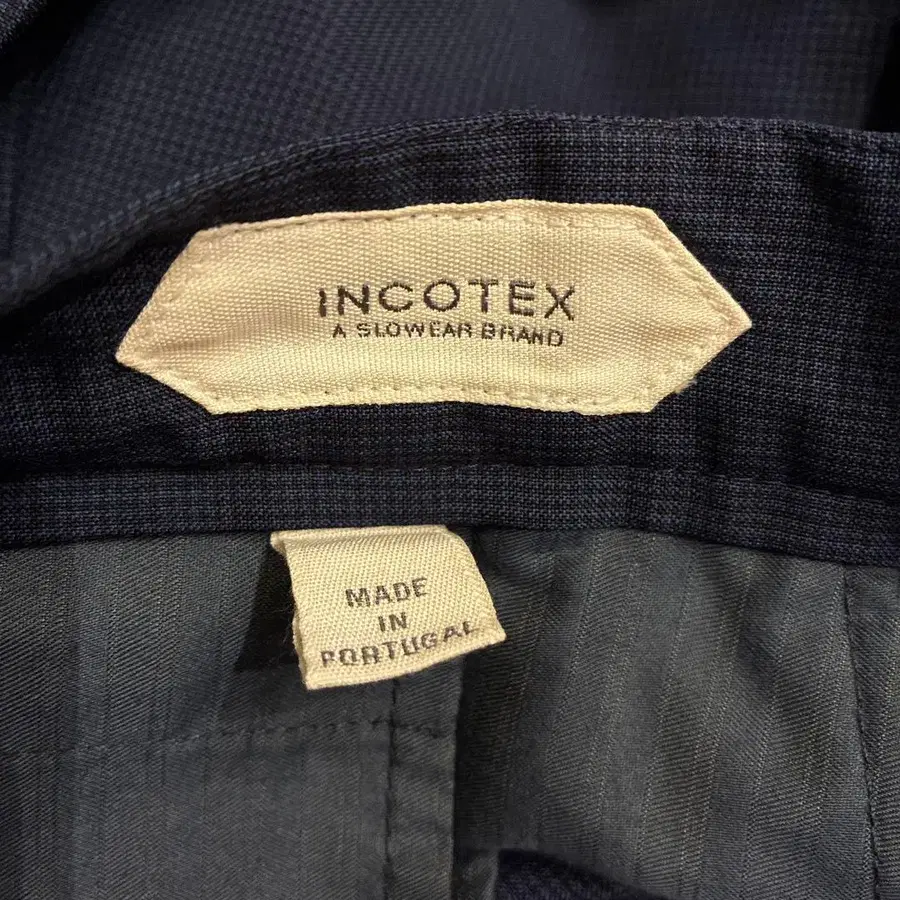 INCOTEX
A SLOWEAR BRAND
MADE
IN
PORTUGAL